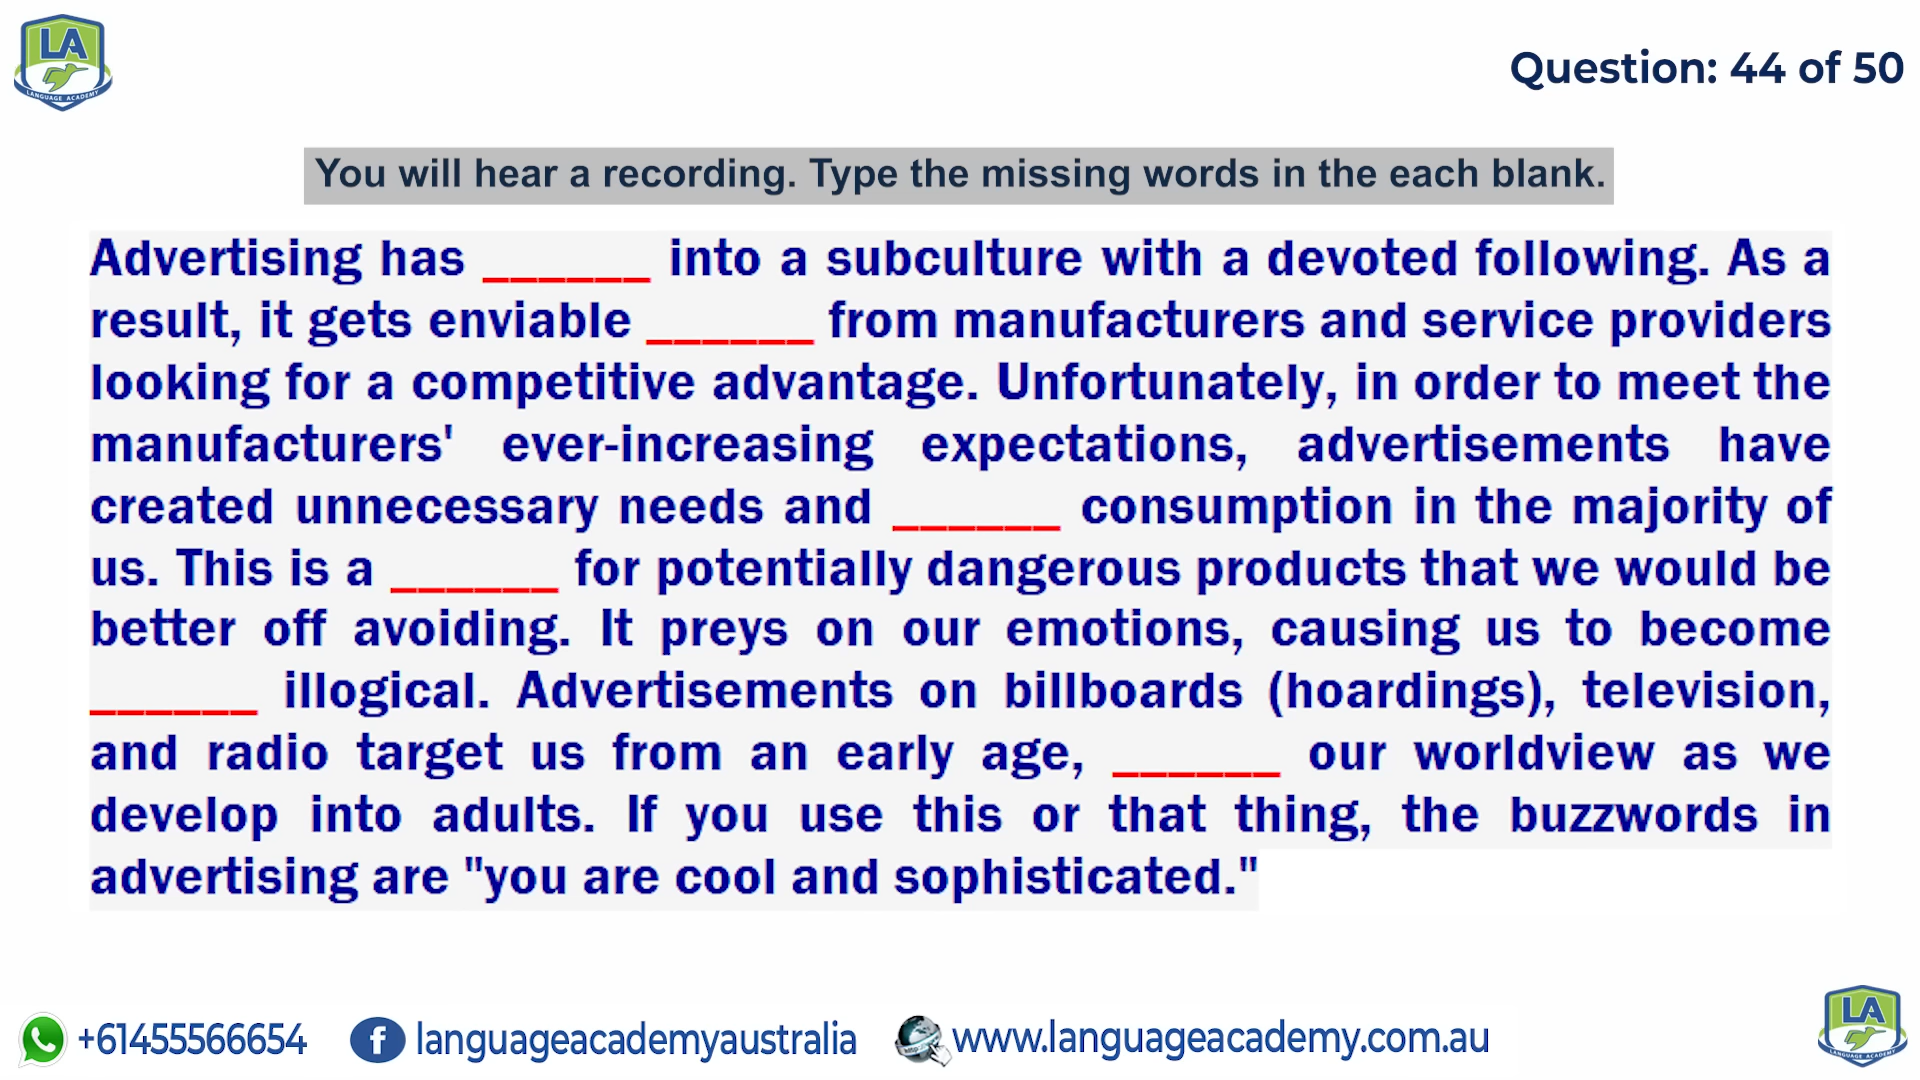 LA
LANGUAGE ACADEMY
Question: 44 of 50
You will hear a recording. Type the missing words in the each blank.
Advertising has ______ into a subculture with a devoted following. As a
result, it gets enviable ______ from manufacturers and service providers
looking for a competitive advantage. Unfortunately, in order to meet the
manufacturers' ever-increasing expectations, advertisements have
created unnecessary needs and ______ consumption in the majority of
us. This is a ______ for potentially dangerous products that we would be
better off avoiding. It preys on our emotions, causing us to become
______ illogical. Advertisements on billboards (hoardings), television,
and radio target us from an early age, ______ our worldview as we
develop into adults. If you use this or that thing, the buzzwords in
advertising are "you are cool and sophisticated."
+61455566654
f languageacademyaustralia
http:// www.languageacademy.com.au
LA
LANGUAGE ACADEMY